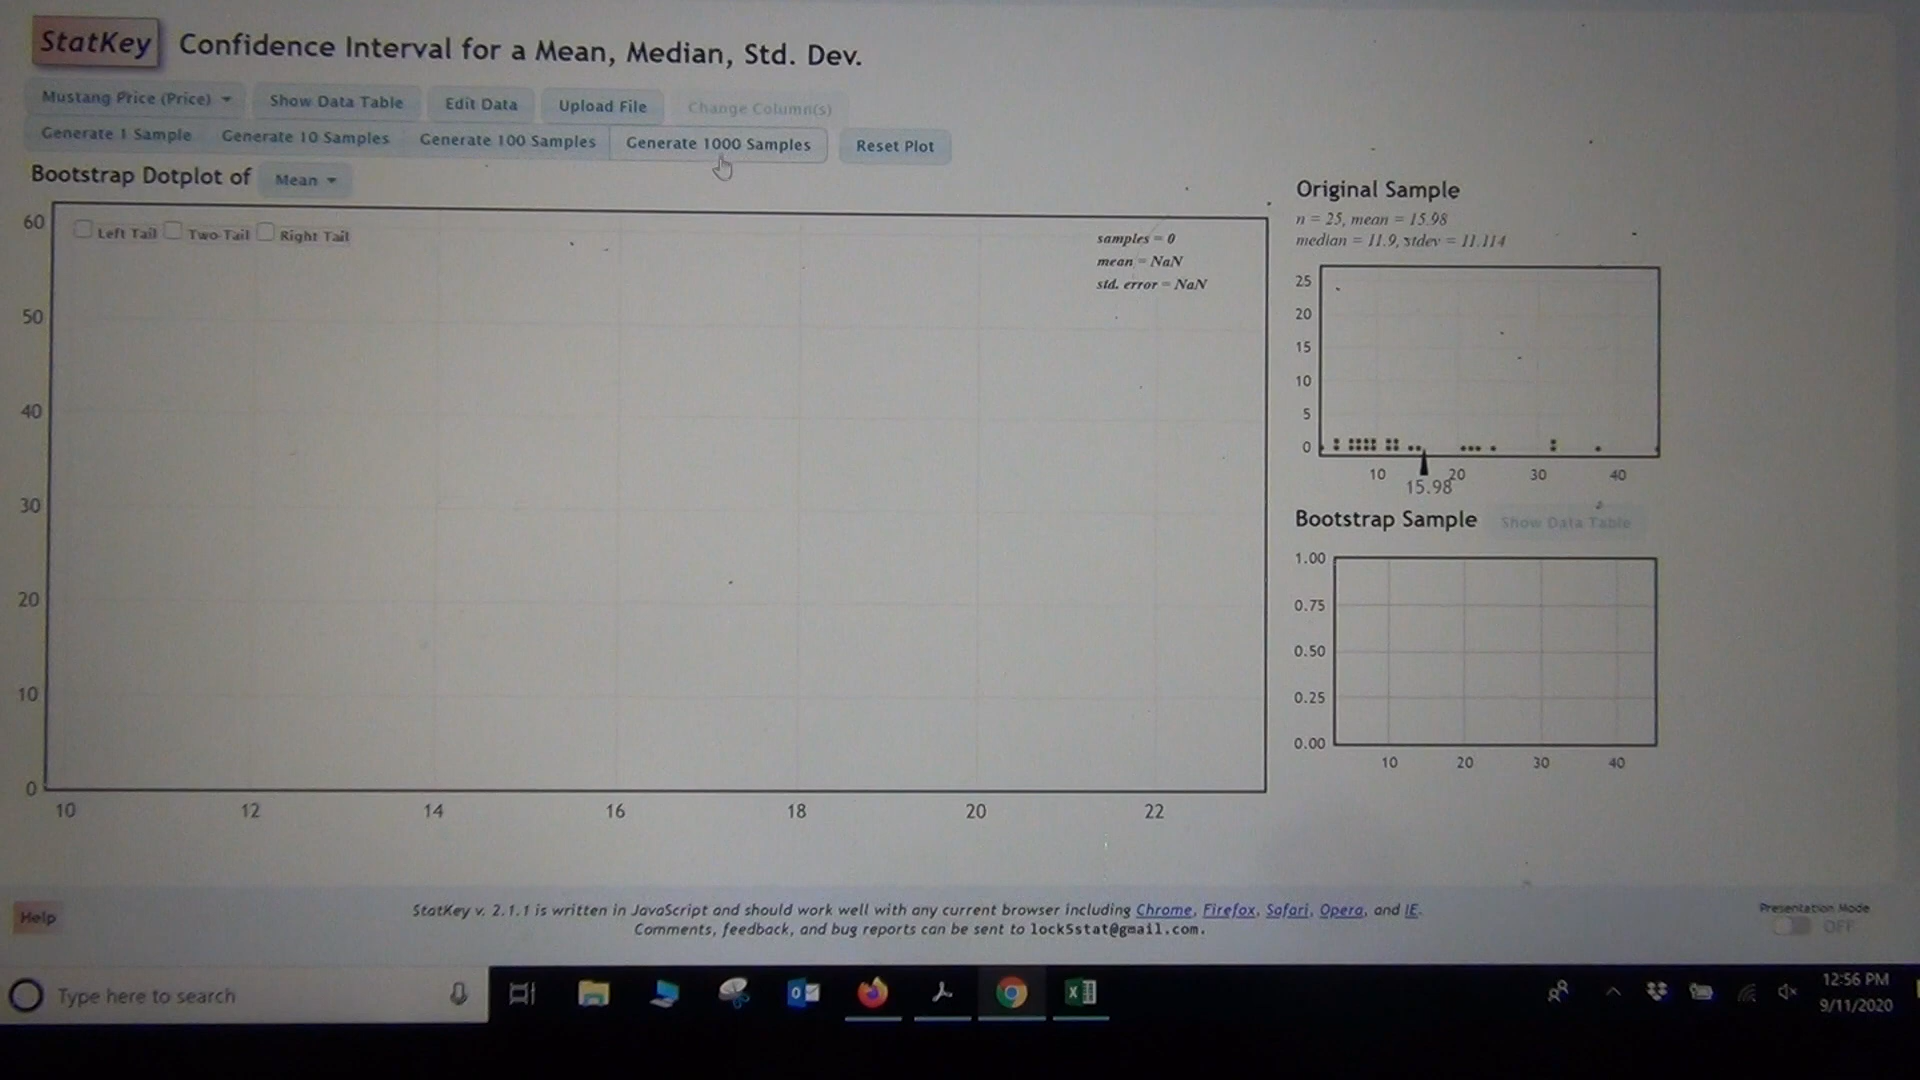 StatKey Confidence Interval for a Mean, Median, Std. Dev.
Mustang Price (Price) Show Data Table Edit Data Upload File Change Column(s)
Generate 1 Sample Generate 10 Samples Generate 100 Samples Generate 1000 Samples Reset Plot
Bootstrap Dotplot of Mean
Left Tail Two-Tail Right Tail
samples = 0
mean = NaN
std. error = NaN
60
50
40
30
20
10
0
10 12 14 16 18 20 22
Original Sample
n = 25, mean = 15.98
median = 11.9, stdev = 11.114
25
20
15
10
5
0
10 20 30 40
15.98
Bootstrap Sample Show Data Table
1.00
0.75
0.50
0.25
0.00
10 20 30 40
Help
StatKey v. 2.1.1 is written in JavaScript and should work well with any current browser including Chrome, Firefox, Safari, Opera, and IE.
Comments, feedback, and bug reports can be sent to lock5stat@gmail.com.
Presentation Mode
OFF
Type here to search
12:56 PM
9/11/2020